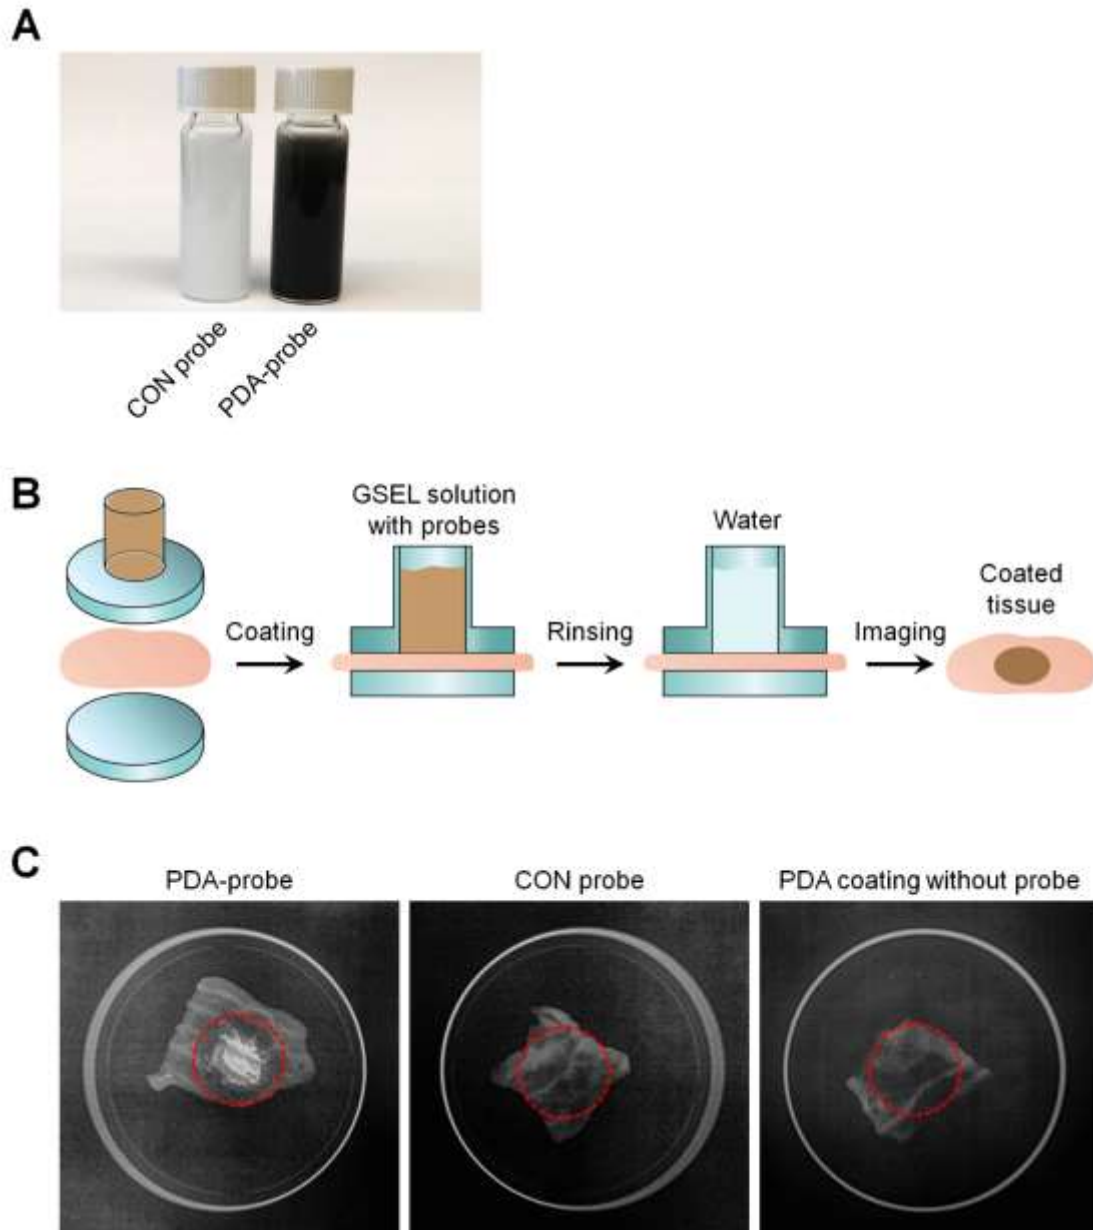 A
CON probe
PDA-probe
B
GSEL solution
with probes
Water
Coated
tissue
Coating
Rinsing
Imaging
C
PDA-probe
CON probe
PDA coating without probe